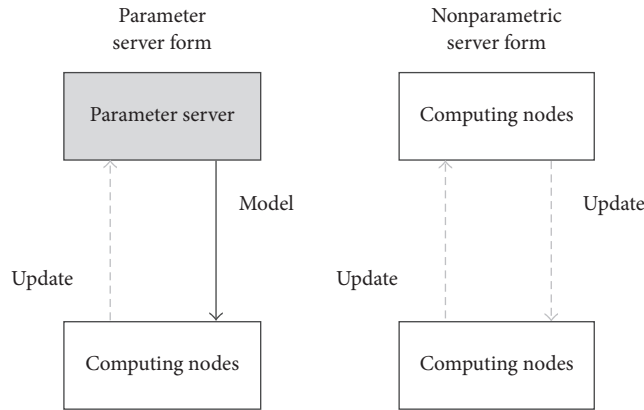 Parameter
server form
Parameter server
Model
Update
Computing nodes
Nonparametric
server form
Computing nodes
Update
Update
Computing nodes